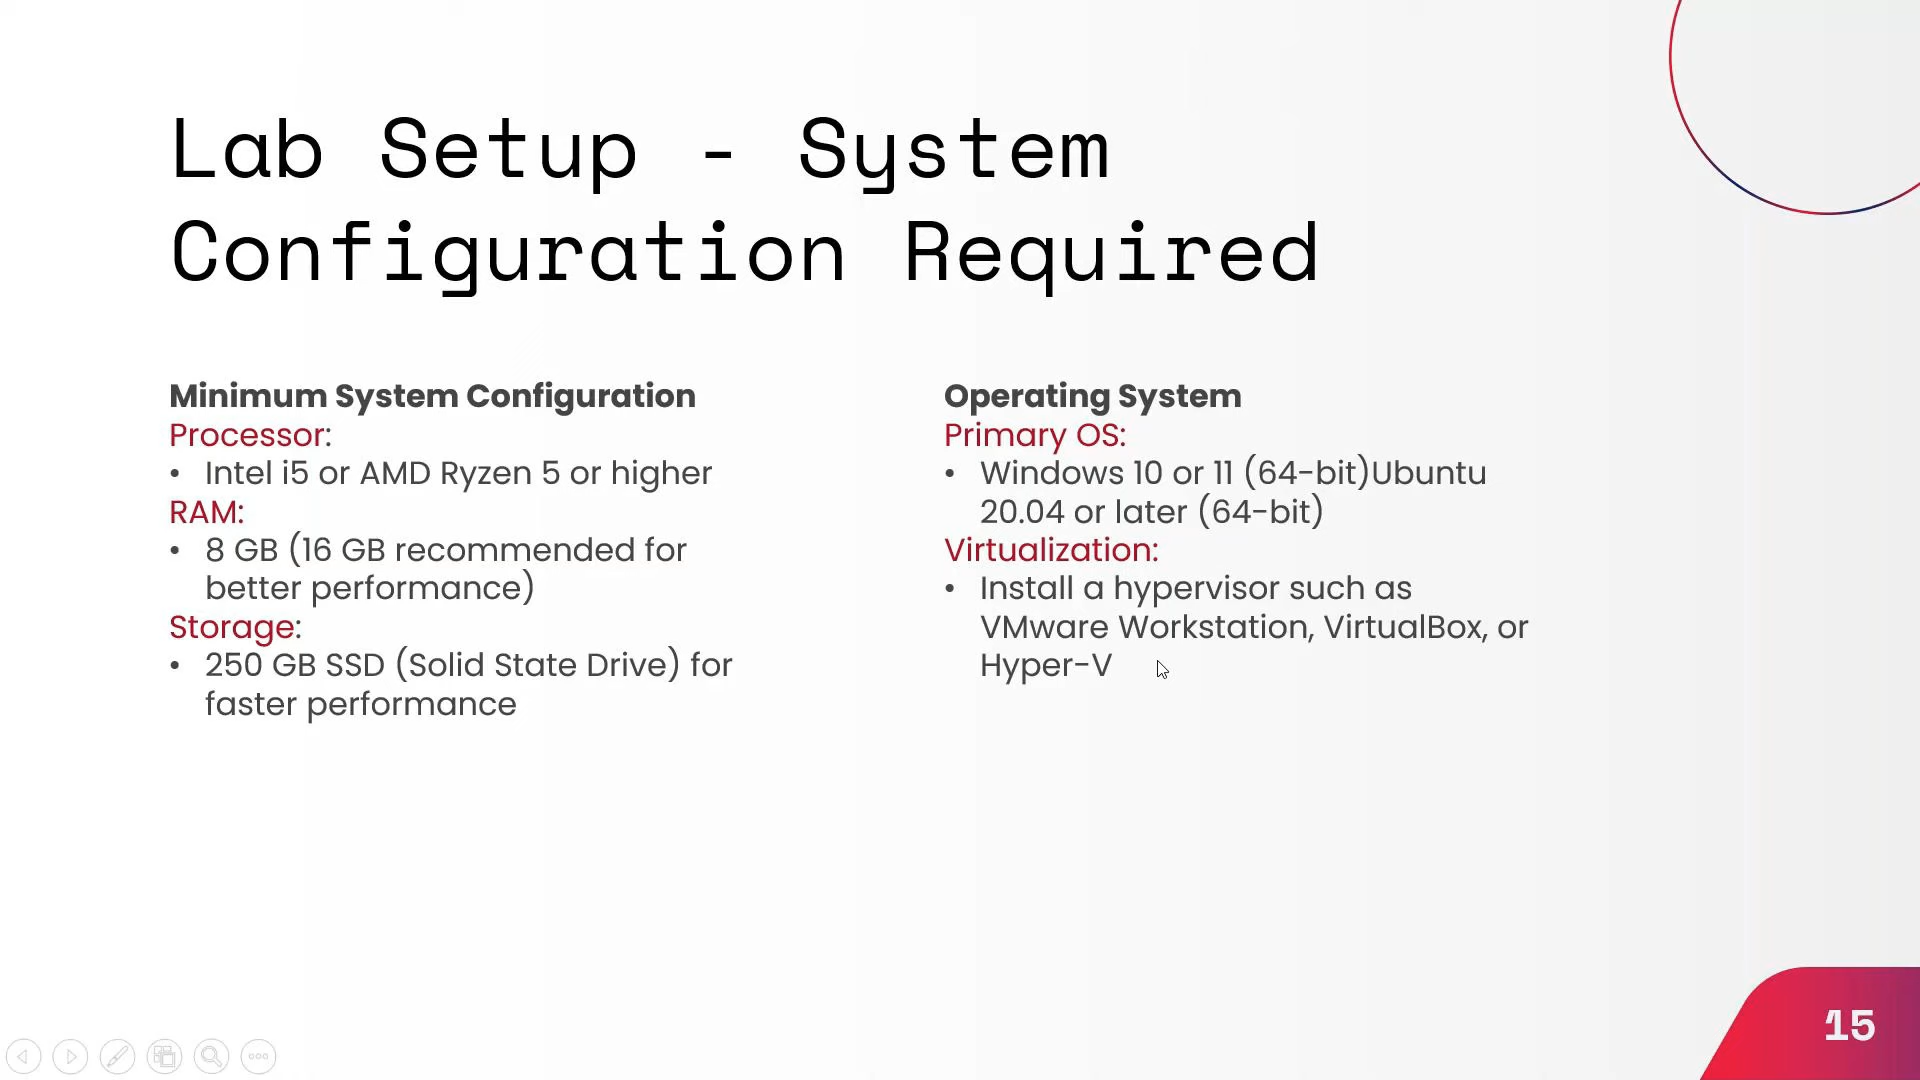 Lab Setup - System
Configuration Required
Minimum System Configuration
Processor:
• Intel i5 or AMD Ryzen 5 or higher
RAM:
• 8 GB (16 GB recommended for
better performance)
Storage:
• 250 GB SSD (Solid State Drive) for
faster performance
Operating System
Primary OS:
• Windows 10 or 11 (64-bit)Ubuntu
20.04 or later (64-bit)
Virtualization:
• Install a hypervisor such as
VMware Workstation, VirtualBox, or
Hyper-V
15